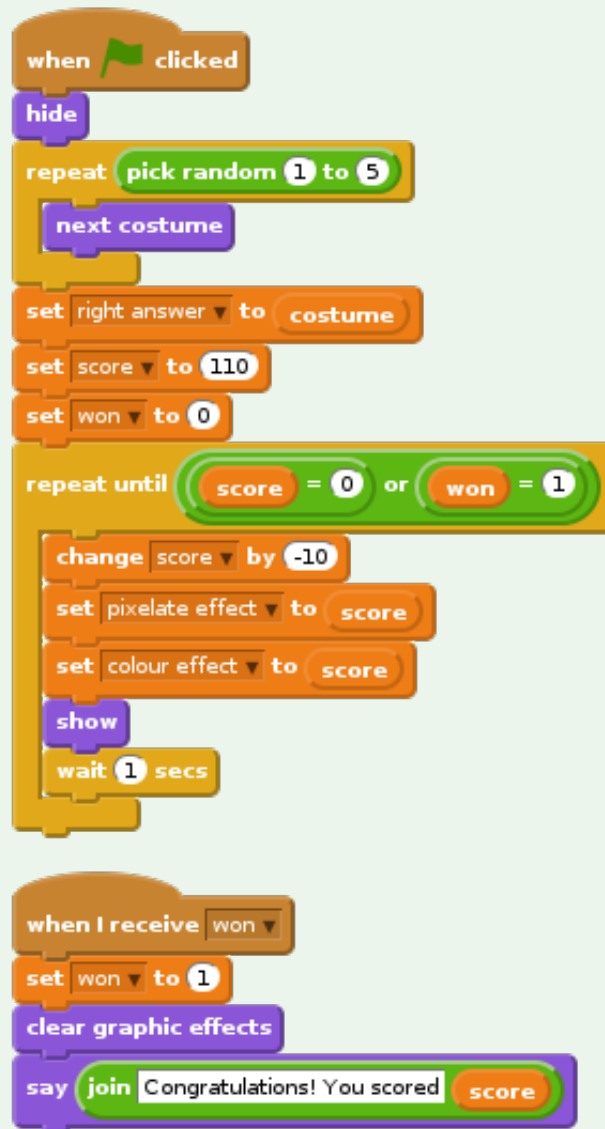 when clicked
hide
repeat pick random 1 to 5
next costume
set right answer to costume
set score to 110
set won to 0
repeat until score = 0 or won = 1
change score by -10
set pixelate effect to score
set colour effect to score
show
wait 1 secs
when I receive won
set won to 1
clear graphic effects
say join Congratulations! You scored score